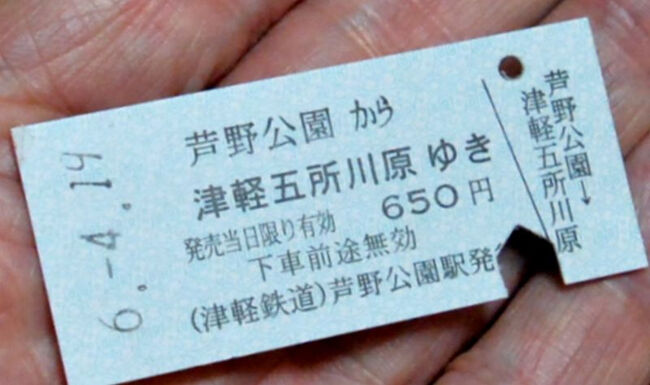 6.-4.19
芦野公園 から
津軽五所川原 ゆき
発売当日限り有効 650円
下車前途無効
(津軽鉄道)芦野公園駅発
芦野公園→
津軽五所川原